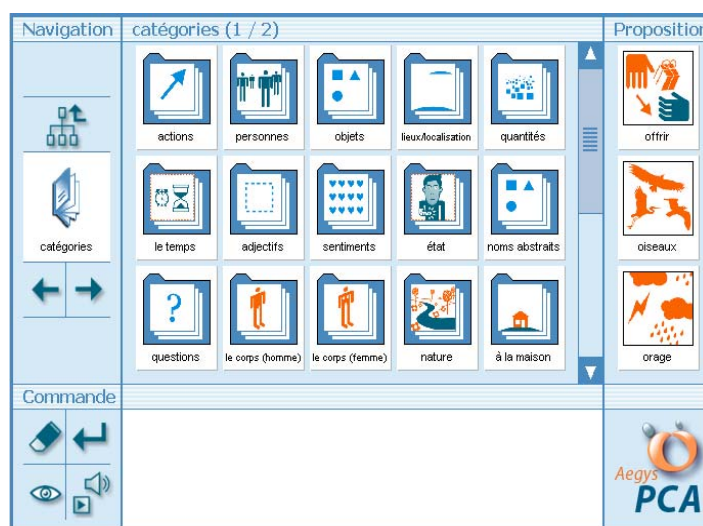 Navigation
catégories (1 / 2)
Proposition
actions
personnes
objets
lieux/localisation
quantités
offrir
catégories
le temps
adjectifs
sentiments
état
noms abstraits
oiseaux
questions
le corps (homme)
le corps (femme)
nature
à la maison
orage
Commande
Aegys
PCA